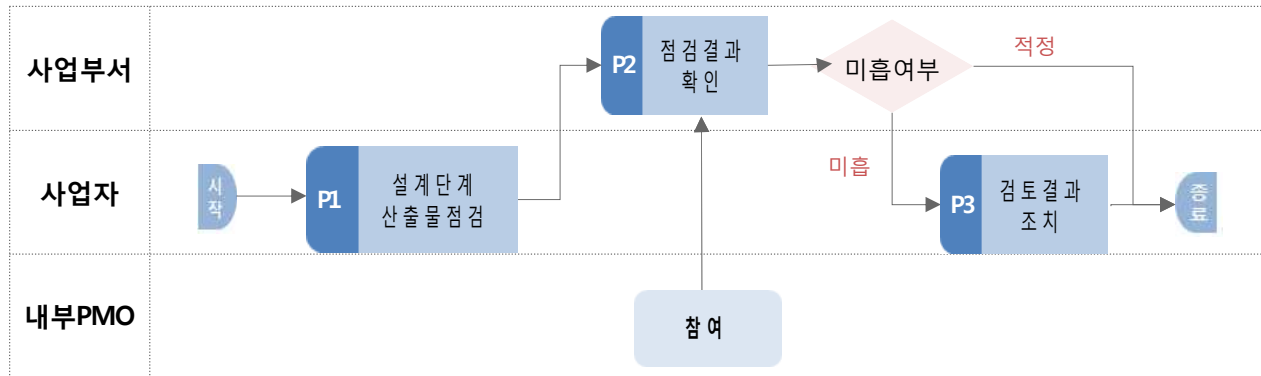 사업부서
P2
점검결과
확인
미흡여부
적정
사업자
시
작
P1
설계단계
산출물점검
미흡
P3
검토결과
조치
종
료
내부PMO
참여